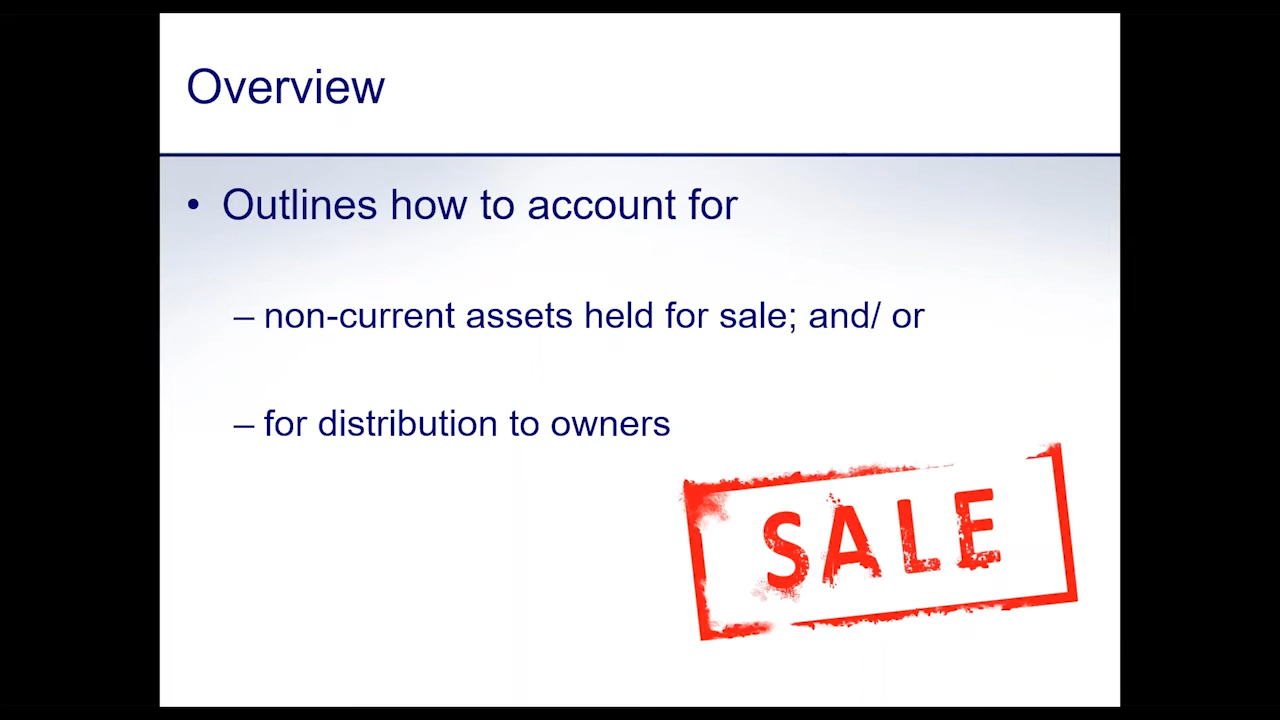 Overview
• Outlines how to account for
– non-current assets held for sale; and/ or
– for distribution to owners
SALE